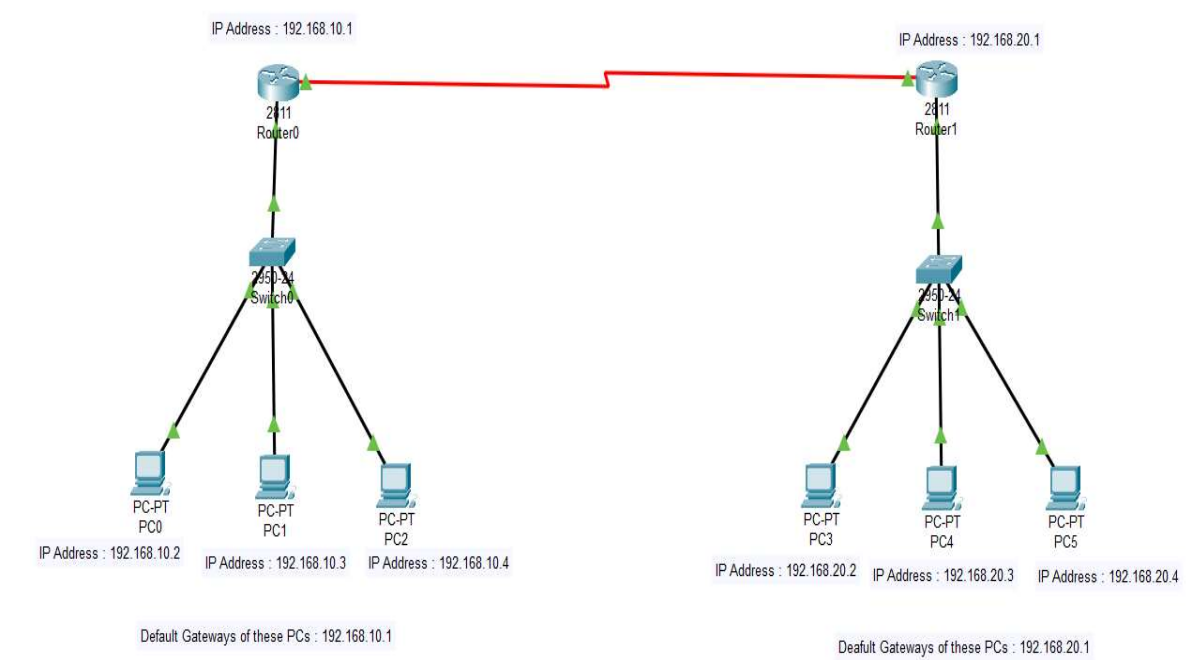 IP Address : 192.168.10.1
IP Address : 192.168.20.1
2811
Router0
2811
Router1
2950-24
Switch0
2950-24
Switch1
PC-PT
PC0
PC-PT
PC1
PC-PT
PC2
PC-PT
PC3
PC-PT
PC4
PC-PT
PC5
IP Address : 192.168.10.2
IP Address : 192.168.10.3
IP Address : 192.168.10.4
IP Address : 192.168.20.2
IP Address : 192.168.20.3
IP Address : 192.168.20.4
Default Gateways of these PCs : 192.168.10.1
Deafult Gateways of these PCs : 192.168.20.1